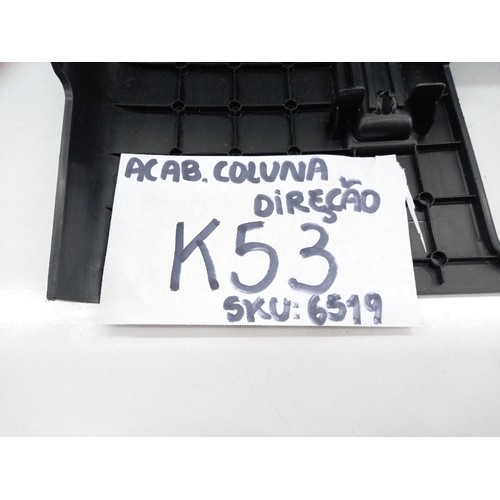 ACAB. COLUNA
DIREÇÃO
K53
SKU: 6519